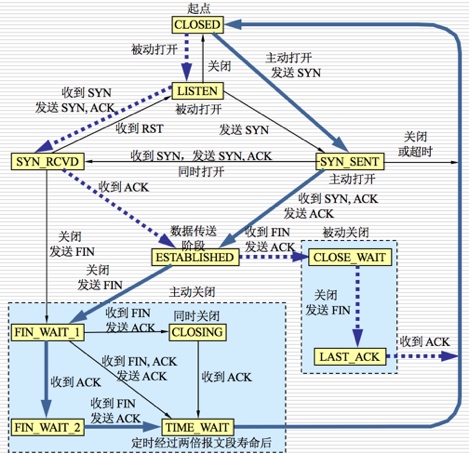 起点
CLOSED
被动打开
关闭
主动打开
发送 SYN
LISTEN
被动打开
收到 SYN
发送 SYN, ACK
收到 RST
发送 SYN
SYN_RCVD
收到 SYN，发送 SYN, ACK
同时打开
SYN_SENT
主动打开
关闭
或超时
收到 ACK
收到 SYN, ACK
发送 ACK
数据传送
阶段
ESTABLISHED
收到 FIN
发送 ACK
被动关闭
CLOSE_WAIT
关闭
发送 FIN
关闭
发送 FIN
关闭
发送 FIN
LAST_ACK
收到 ACK
主动关闭
FIN_WAIT_1
收到 FIN
发送 ACK
同时关闭
CLOSING
收到 FIN, ACK
发送 ACK
收到 ACK
收到 ACK
FIN_WAIT_2
收到 FIN
发送 ACK
TIME_WAIT
定时经过两倍报文段寿命后